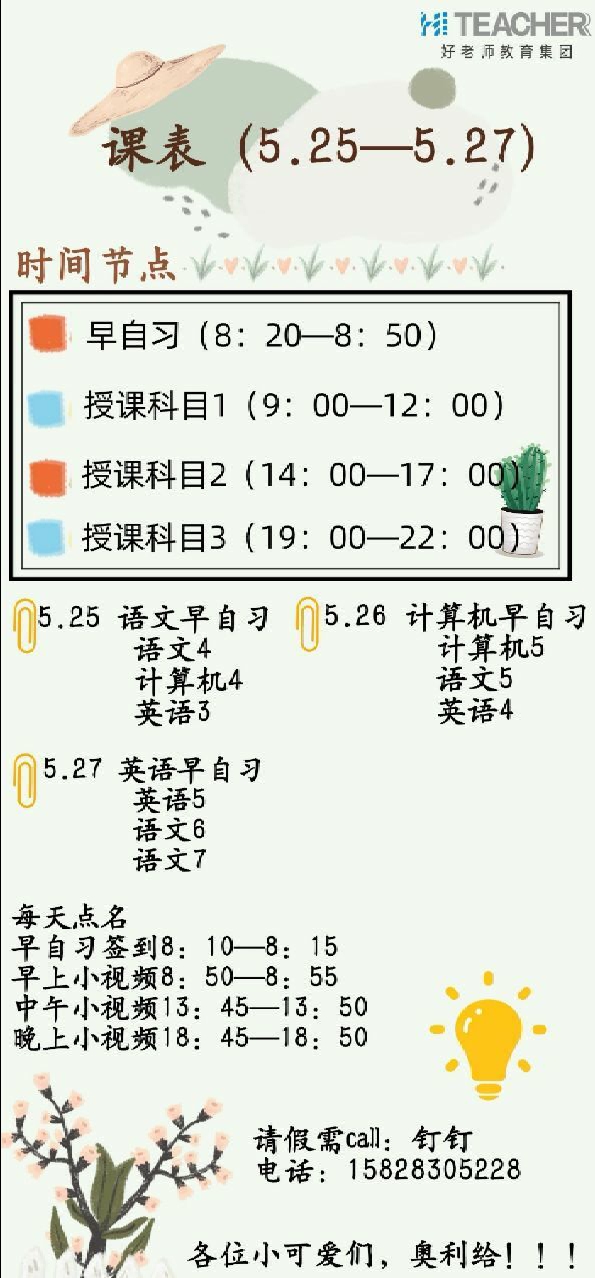 HI TEACHER
好老师教育集团
课表（5.25—5.27）
时间节点
早自习（8：20—8：50）
授课科目1（9：00—12：00）
授课科目2（14：00—17：00）
授课科目3（19：00—22：00）
5.25 语文早自习
语文4
计算机4
英语3
5.26 计算机早自习
计算机5
语文5
英语4
5.27 英语早自习
英语5
语文6
语文7
每天点名
早自习签到8：10—8：15
早上小视频8：50—8：55
中午小视频13：45—13：50
晚上小视频18：45—18：50
请假需call：钉钉
电话：15828305228
各位小可爱们，奥利给！！！